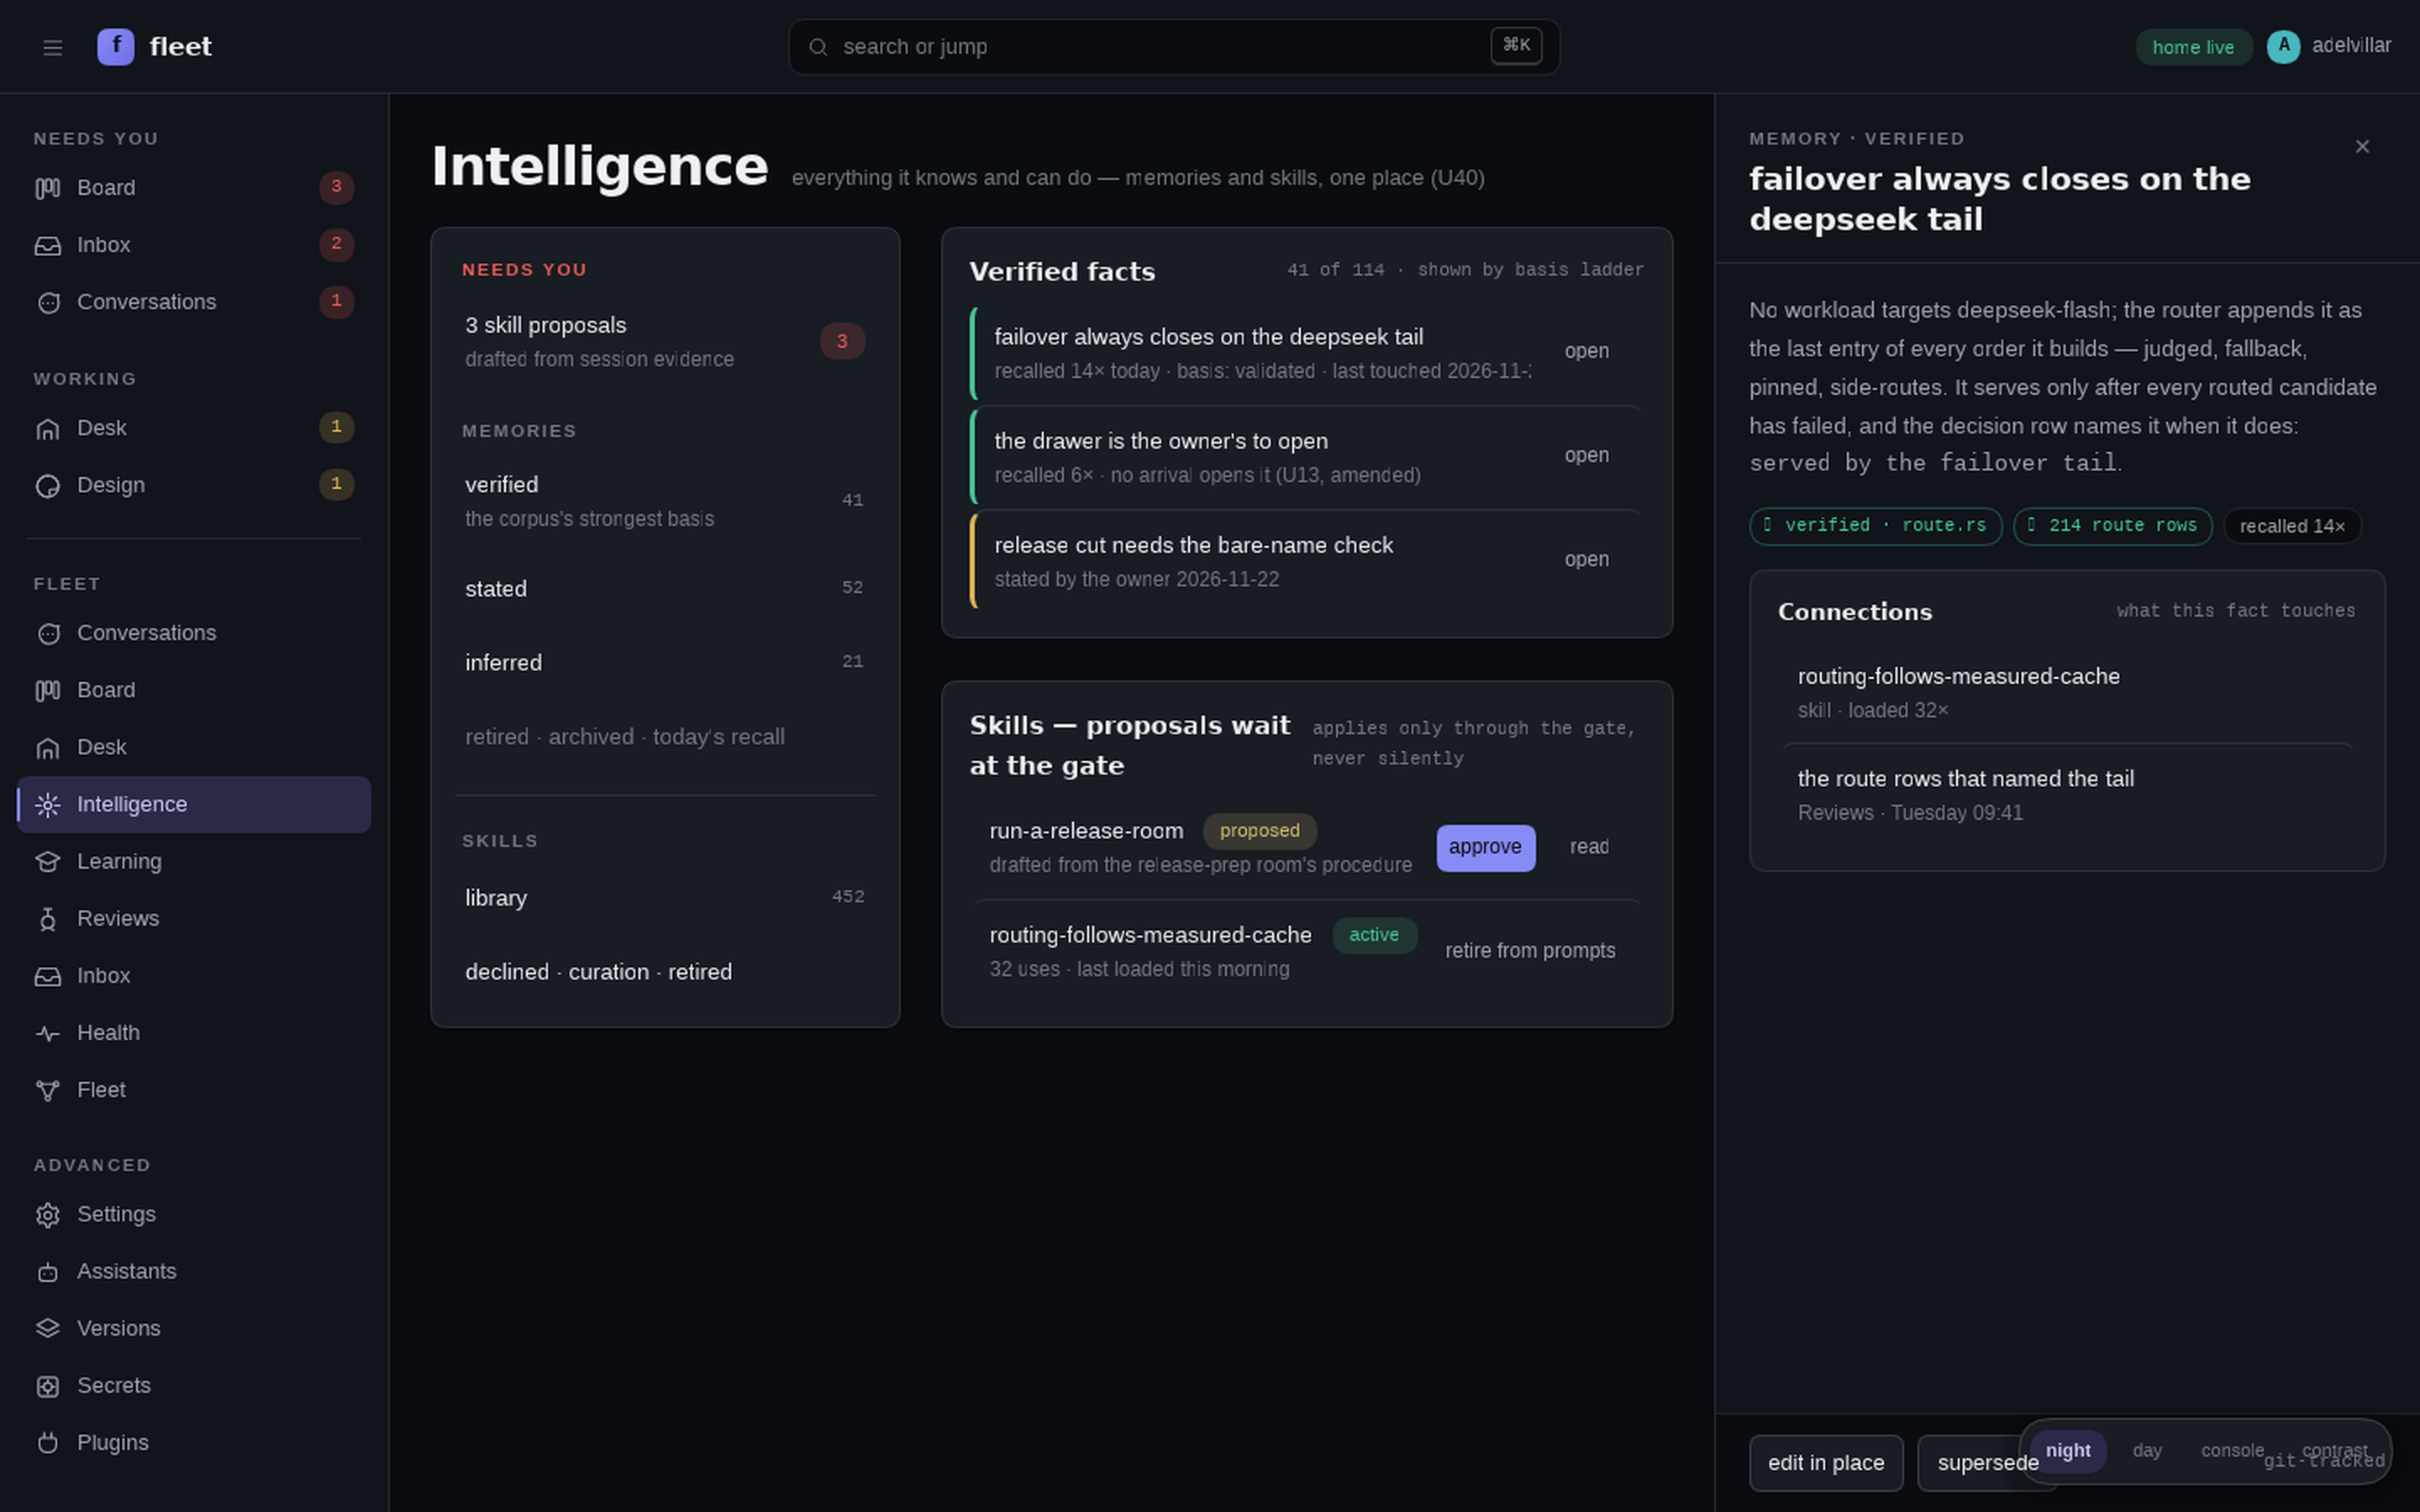 fleet
search or jump
⌘K
home live
A
adelvillar
NEEDS YOU
Board 3
Inbox 2
Conversations 1
WORKING
Desk 1
Design 1
FLEET
Conversations
Board
Desk
Intelligence
Learning
Reviews
Inbox
Health
Fleet
ADVANCED
Settings
Assistants
Versions
Secrets
Plugins
Intelligence everything it knows and can do — memories and skills, one place (U40)
NEEDS YOU
3 skill proposals 3
drafted from session evidence
MEMORIES
verified 41
the corpus's strongest basis
stated 52
inferred 21
retired · archived · today's recall
SKILLS
library 452
declined · curation · retired
Verified facts 41 of 114 · shown by basis ladder
failover always closes on the deepseek tail
recalled 14× today · basis: validated · last touched 2026-11-
open
the drawer is the owner's to open
recalled 6× · no arrival opens it (U13, amended)
open
release cut needs the bare-name check
stated by the owner 2026-11-22
open
Skills — proposals wait
at the gate
applies only through the gate,
never silently
run-a-release-room proposed
drafted from the release-prep room's procedure
approve read
routing-follows-measured-cache active
32 uses · last loaded this morning
retire from prompts
MEMORY · VERIFIED
×
failover always closes on the
deepseek tail
No workload targets deepseek-flash; the router appends it as
the last entry of every order it builds — judged, fallback,
pinned, side-routes. It serves only after every routed candidate
has failed, and the decision row names it when it does:
served by the failover tail.
verified · route.rs
214 route rows
recalled 14×
Connections what this fact touches
routing-follows-measured-cache
skill · loaded 32×
the route rows that named the tail
Reviews · Tuesday 09:41
edit in place
supersede
night day console contrast
git-tracked